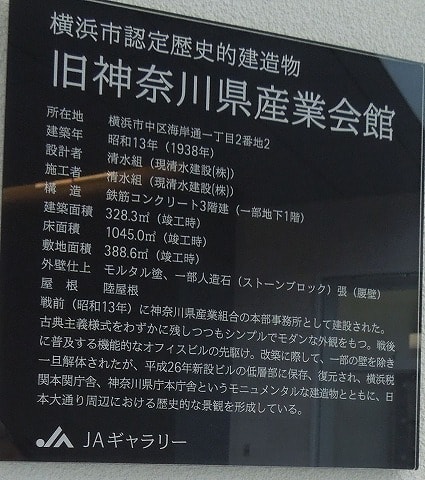 横浜市認定歴史的建造物
旧神奈川県産業会館
所在地 横浜市中区海岸通一丁目2番地2
建築年 昭和13年（1938年）
設計者 清水組（現清水建設(株)）
施工者 清水組（現清水建設(株)）
構造 鉄筋コンクリート3階建（一部地下1階）
建築面積 328.3㎡（竣工時）
床面積 1045.0㎡（竣工時）
敷地面積 388.6㎡（竣工時）
外壁仕上 モルタル塗、一部人造石（ストーンブロック）張（腰壁）
屋根 陸屋根
戦前（昭和13年）に神奈川県産業組合の本部事務所として建設された。
古典主義様式をわずかに残しつつもシンプルでモダンな外観をもつ。戦後
に普及する機能的なオフィスビルの先駆け。改築に際して、一部の壁を除き
一旦解体されたが、平成26年新設ビルの低層部に保存、復元され、横浜税
関本関庁舎、神奈川県庁本庁舎というモニュメンタルな建造物とともに、日
本大通り周辺における歴史的な景観を形成している。
JAギャラリー